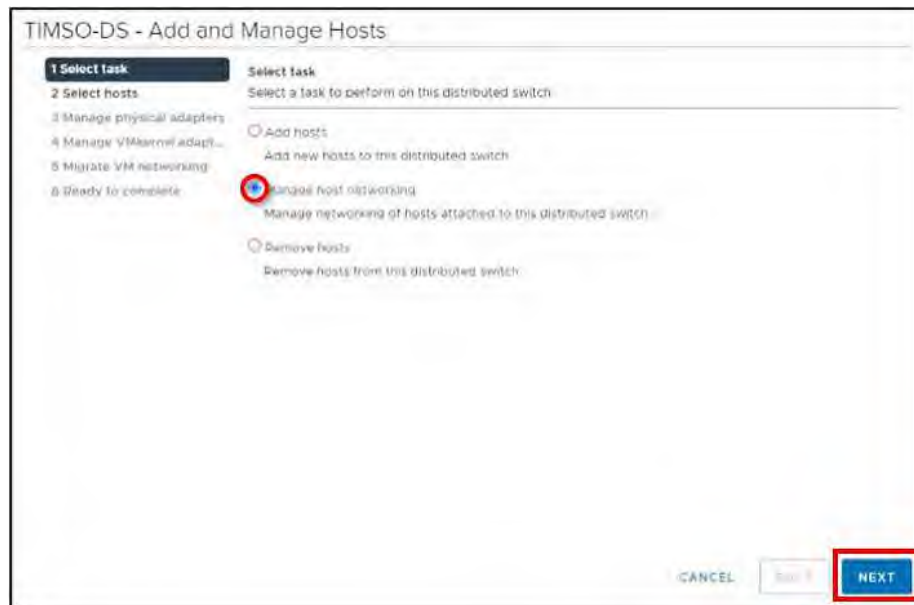 TIMSO-DS - Add and Manage Hosts
1 Select task
2 Select hosts
3 Manage physical adapters
4 Manage VMkernel adapt...
5 Migrate VM networking
6 Ready to complete
Select task
Select a task to perform on this distributed switch
Add hosts
Add new hosts to this distributed switch
Manage host networking
Manage networking of hosts attached to this distributed switch
Remove hosts
Remove hosts from this distributed switch
CANCEL
BACK
NEXT